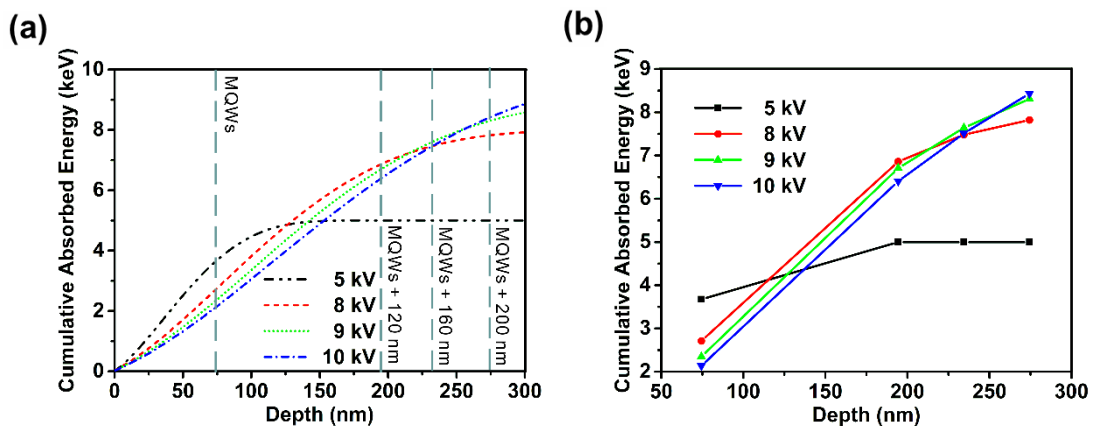 (a)
Cumulative Absorbed Energy (keV)
10
8
6
4
2
0
MQWs
MQWs + 120 nm
MQWs + 160 nm
MQWs + 200 nm
5 kV
8 kV
9 kV
10 kV
0 50 100 150 200 250 300
Depth (nm)
(b)
Cumulative Absorbed Energy (keV)
9
8
7
6
5
4
3
2
5 kV
8 kV
9 kV
10 kV
50 100 150 200 250 300
Depth (nm)